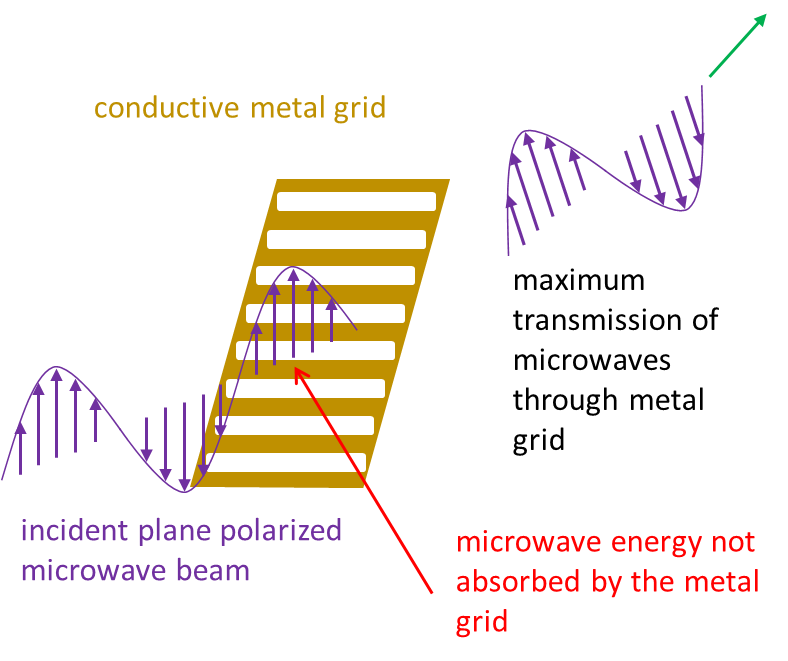 conductive metal grid
maximum
transmission of
microwaves
through metal
grid
incident plane polarized
microwave beam
microwave energy not
absorbed by the metal
grid